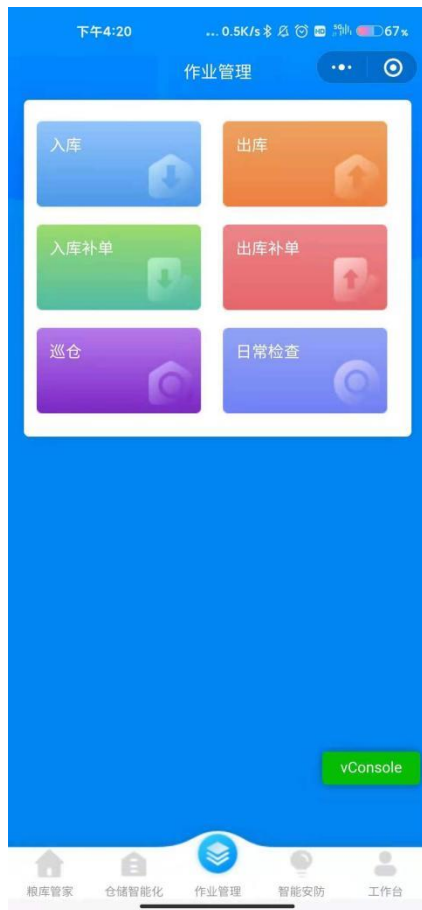 下午4:20
... 0.5K/s HD 5G 67%
作业管理
入库 出库
入库补单 出库补单
巡仓 日常检查
vConsole
粮库管家 仓储智能化 作业管理 智能安防 工作台